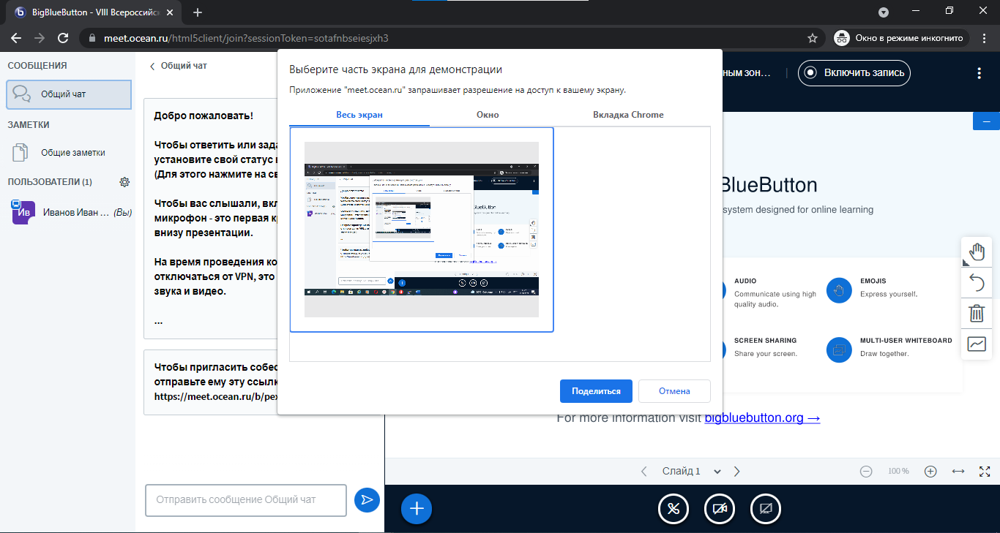 BigBlueButton - VIII Всероссийск
meet.ocean.ru/html5client/join?sessionToken=sotafnbseiesjxh3
Окно в режиме инкогнито
СООБЩЕНИЯ
Общий чат
ЗАМЕТКИ
Общие заметки
ПОЛЬЗОВАТЕЛИ (1)
Ив
Иванов Иван ... (Вы)
Общий чат
Добро пожаловать!
Чтобы ответить или зада
установите свой статус в
(Для этого нажмите на св
Чтобы вас слышали, вкл
микрофон - это первая кр
внизу презентации.
На время проведения ко
отключаться от VPN, это
звука и видео.
...
Чтобы пригласить собес
отправьте ему эту ссылк
https://meet.ocean.ru/b/pex
Отправить сообщение Общий чат
Выберите часть экрана для демонстрации
Приложение "meet.ocean.ru" запрашивает разрешение на доступ к вашему экрану.
Весь экран
Окно
Вкладка Chrome
Поделиться
Отмена
ным зон...
Включить запись
BlueButton
system designed for online learning
AUDIO
Communicate using high
quality audio.
EMOJIS
Express yourself.
SCREEN SHARING
Share your screen.
MULTI-USER WHITEBOARD
Draw together.
For more information visit bigbluebutton.org →
Слайд 1
100 %